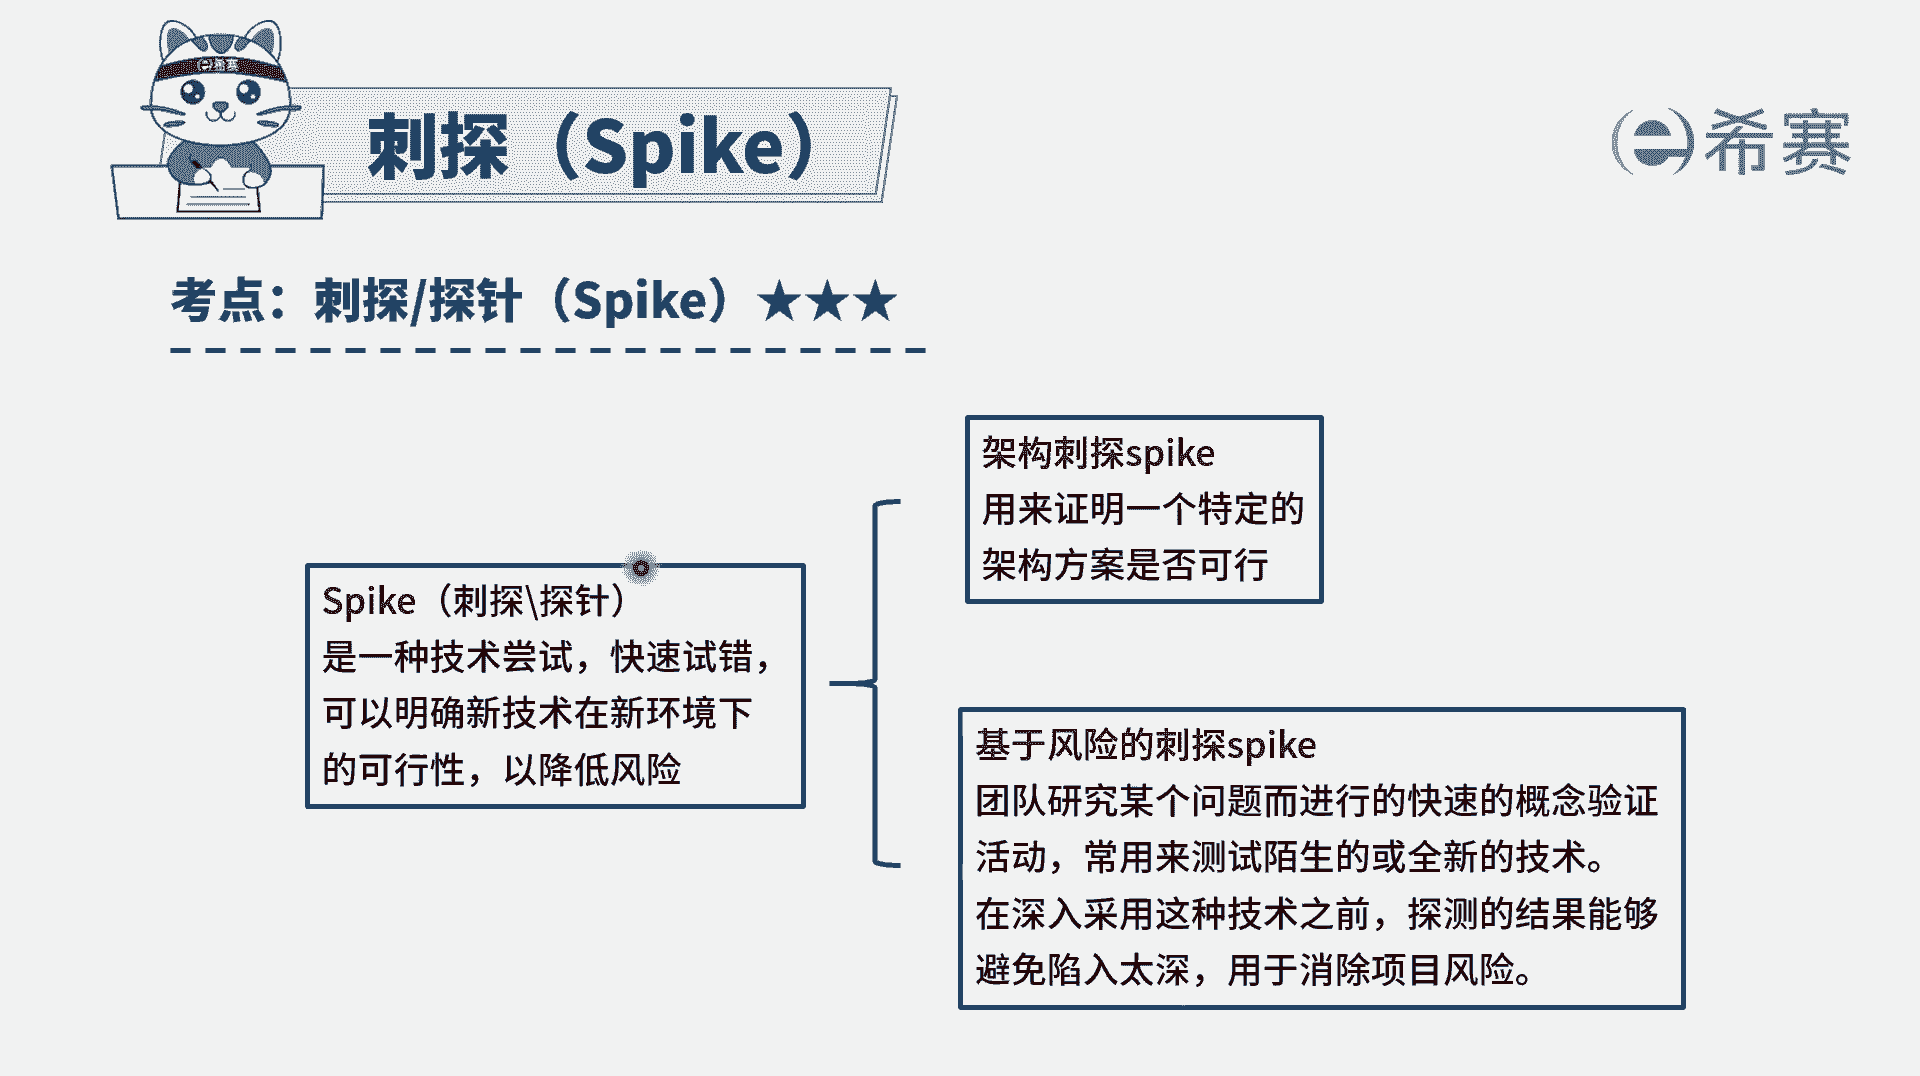 希赛
刺探（Spike）
希赛
考点：刺探/探针（Spike）★★★
Spike（刺探\探针）
是一种技术尝试，快速试错，
可以明确新技术在新环境下
的可行性，以降低风险
架构刺探spike
用来证明一个特定的
架构方案是否可行
基于风险的刺探spike
团队研究某个问题而进行的快速的概念验证
活动，常用来测试陌生的或全新的技术。
在深入采用这种技术之前，探测的结果能够
避免陷入太深，用于消除项目风险。